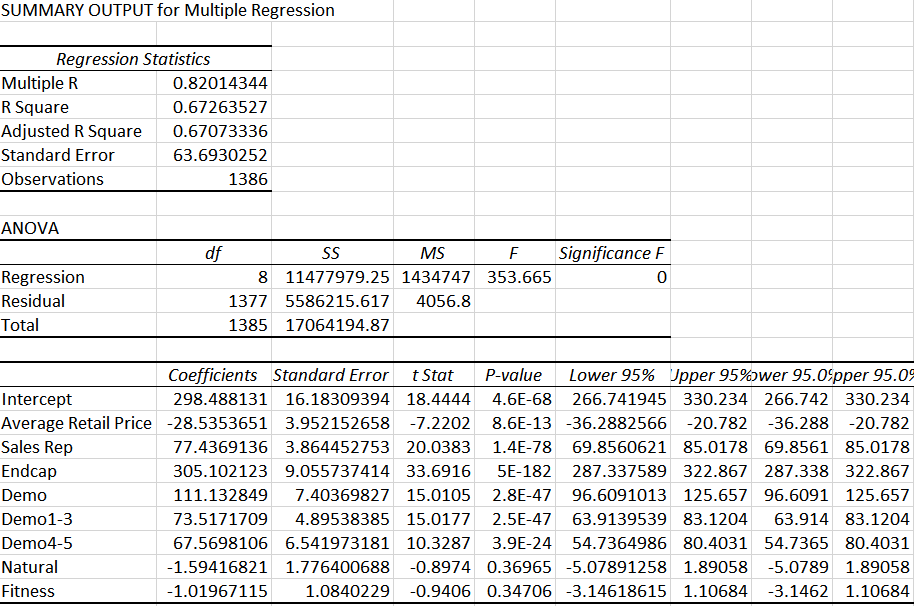 SUMMARY OUTPUT for Multiple Regression
Regression Statistics
Multiple R 0.82014344
R Square 0.67263527
Adjusted R Square 0.67073336
Standard Error 63.6930252
Observations 1386
ANOVA
df SS MS F Significance F
Regression 8 11477979.25 1434747 353.665 0
Residual 1377 5586215.617 4056.8
Total 1385 17064194.87
Coefficients Standard Error t Stat P-value Lower 95% Upper 95% ower 95.0% pper 95.0%
Intercept 298.488131 16.18309394 18.4444 4.6E-68 266.741945 330.234 266.742 330.234
Average Retail Price -28.5353651 3.952152658 -7.2202 8.6E-13 -36.2882566 -20.782 -36.288 -20.782
Sales Rep 77.4369136 3.864452753 20.0383 1.4E-78 69.8560621 85.0178 69.8561 85.0178
Endcap 305.102123 9.055737414 33.6916 5E-182 287.337589 322.867 287.338 322.867
Demo 111.132849 7.40369827 15.0105 2.8E-47 96.6091013 125.657 96.6091 125.657
Demo1-3 73.5171709 4.89538385 15.0177 2.5E-47 63.9139539 83.1204 63.914 83.1204
Demo4-5 67.5698106 6.541973181 10.3287 3.9E-24 54.7364986 80.4031 54.7365 80.4031
Natural -1.59416821 1.776400688 -0.8974 0.36965 -5.07891258 1.89058 -5.0789 1.89058
Fitness -1.01967115 1.0840229 -0.9406 0.34706 -3.14618615 1.10684 -3.1462 1.10684